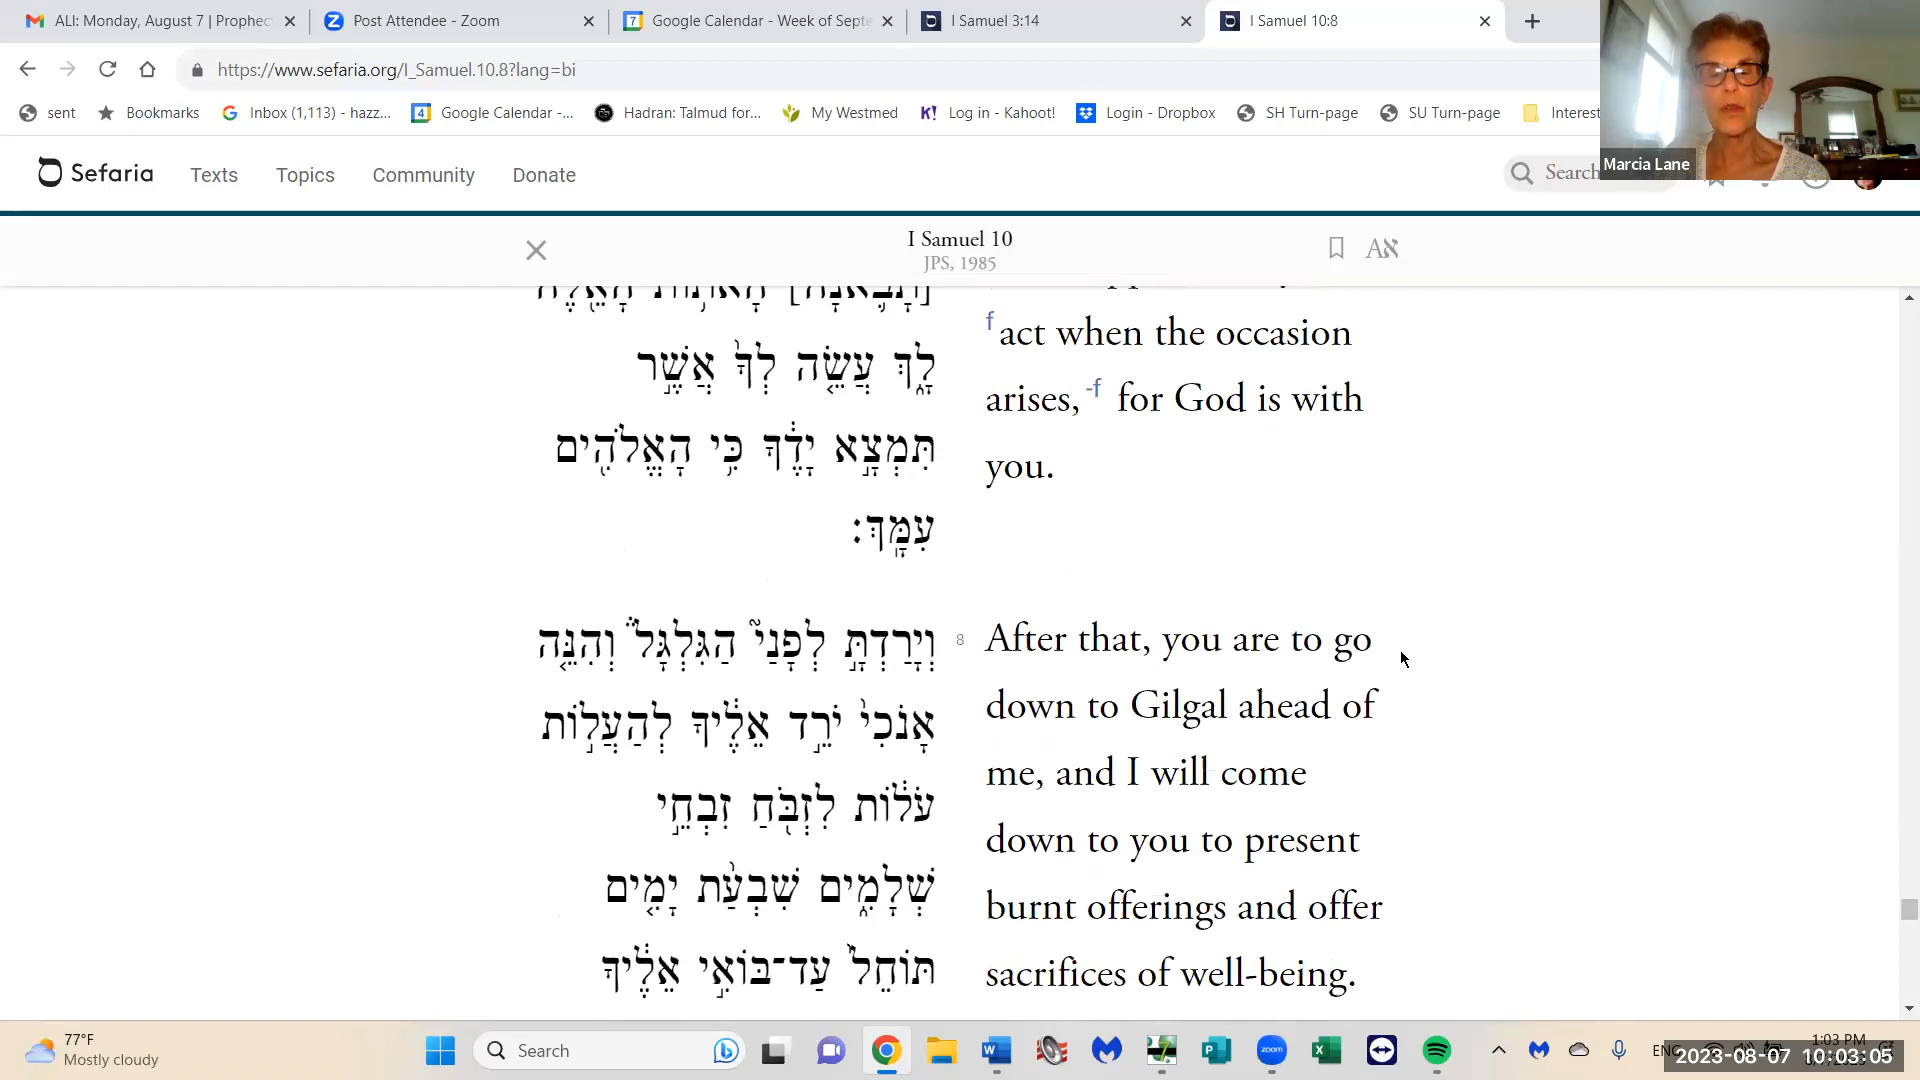 ALI: Monday, August 7 | Prophec
Post Attendee - Zoom
Google Calendar - Week of Septe
I Samuel 3:14
I Samuel 10:8
https://www.sefaria.org/I_Samuel.10.8?lang=bi
sent
Bookmarks
Inbox (1,113) - hazz...
Google Calendar -...
Hadran: Talmud for...
My Westmed
Log in - Kahoot!
Login - Dropbox
SH Turn-page
SU Turn-page
Interest
Marcia Lane
Sefaria
Texts
Topics
Community
Donate
Search
I Samuel 10
JPS, 1985
לָ֑ךְ עֲשֵׂ֤ה לְךָ֙ אֲשֶׁ֣ר
תִּמְצָ֣א יָדֶ֔ךָ כִּ֥י הָאֱלֹהִ֖ים
עִמָּֽךְ׃
f act when the occasion
arises, -f for God is with
you.
וְיָרַדְתָּ֣ לְפָנַי֮ הַגִּלְגָּל֒ וְהִנֵּ֤ה
אָֽנֹכִי֙ יֹרֵ֣ד אֵלֶ֔יךָ לְהַעֲל֣וֹת
עֹל֔וֹת לִזְבֹּ֖חַ זִבְחֵ֣י
שְׁלָמִ֑ים שִׁבְעַ֨ת יָמִ֤ים
תּוֹחֵל֙ עַד־בּוֹאִ֣י אֵלֶ֔יךָ
8
After that, you are to go
down to Gilgal ahead of
me, and I will come
down to you to present
burnt offerings and offer
sacrifices of well-being.
77°F
Mostly cloudy
Search
zoom
ENG
1:03 PM
2023-08-07 10:03:05